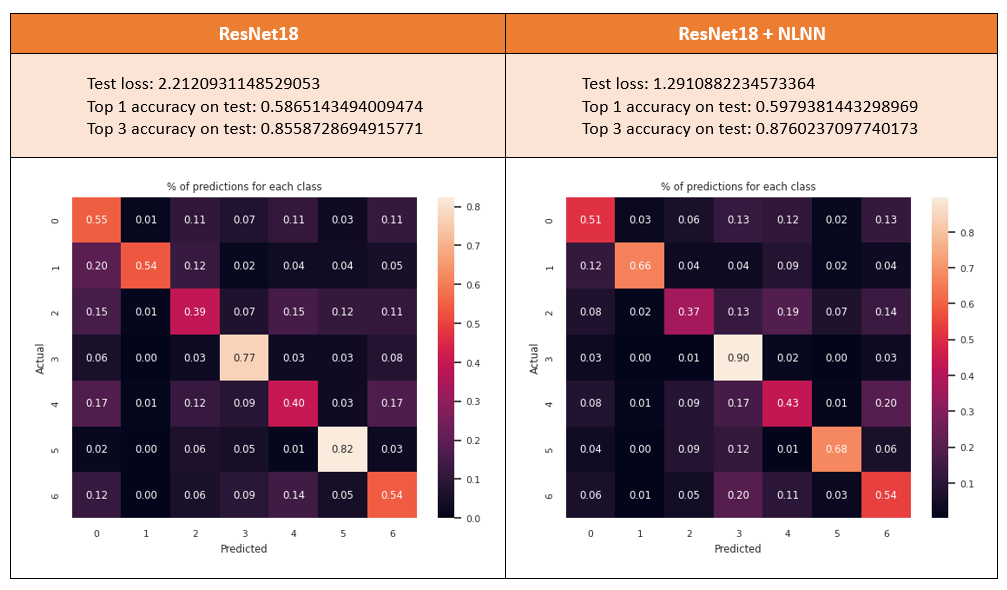 ResNet18
ResNet18 + NLNN
Test loss: 2.2120931148529053
Top 1 accuracy on test: 0.5865143494009474
Top 3 accuracy on test: 0.8558728694915771
Test loss: 1.2910882234573364
Top 1 accuracy on test: 0.5979381443298969
Top 3 accuracy on test: 0.8760237097740173
% of predictions for each class
Actual
0 0.55 0.01 0.11 0.07 0.11 0.03 0.11
1 0.20 0.54 0.12 0.02 0.04 0.04 0.05
2 0.15 0.01 0.39 0.07 0.15 0.12 0.11
3 0.06 0.00 0.03 0.77 0.03 0.03 0.08
4 0.17 0.01 0.12 0.09 0.40 0.03 0.17
5 0.02 0.00 0.06 0.05 0.01 0.82 0.03
6 0.12 0.00 0.06 0.09 0.14 0.05 0.54
0 1 2 3 4 5 6
Predicted
0.8
0.7
0.6
0.5
0.4
0.3
0.2
0.1
0.0
% of predictions for each class
Actual
0 0.51 0.03 0.06 0.13 0.12 0.02 0.13
1 0.12 0.66 0.04 0.04 0.09 0.02 0.04
2 0.08 0.02 0.37 0.13 0.19 0.07 0.14
3 0.03 0.00 0.01 0.90 0.02 0.00 0.03
4 0.08 0.01 0.09 0.17 0.43 0.01 0.20
5 0.04 0.00 0.09 0.12 0.01 0.68 0.06
6 0.06 0.01 0.05 0.20 0.11 0.03 0.54
0 1 2 3 4 5 6
Predicted
0.8
0.7
0.6
0.5
0.4
0.3
0.2
0.1